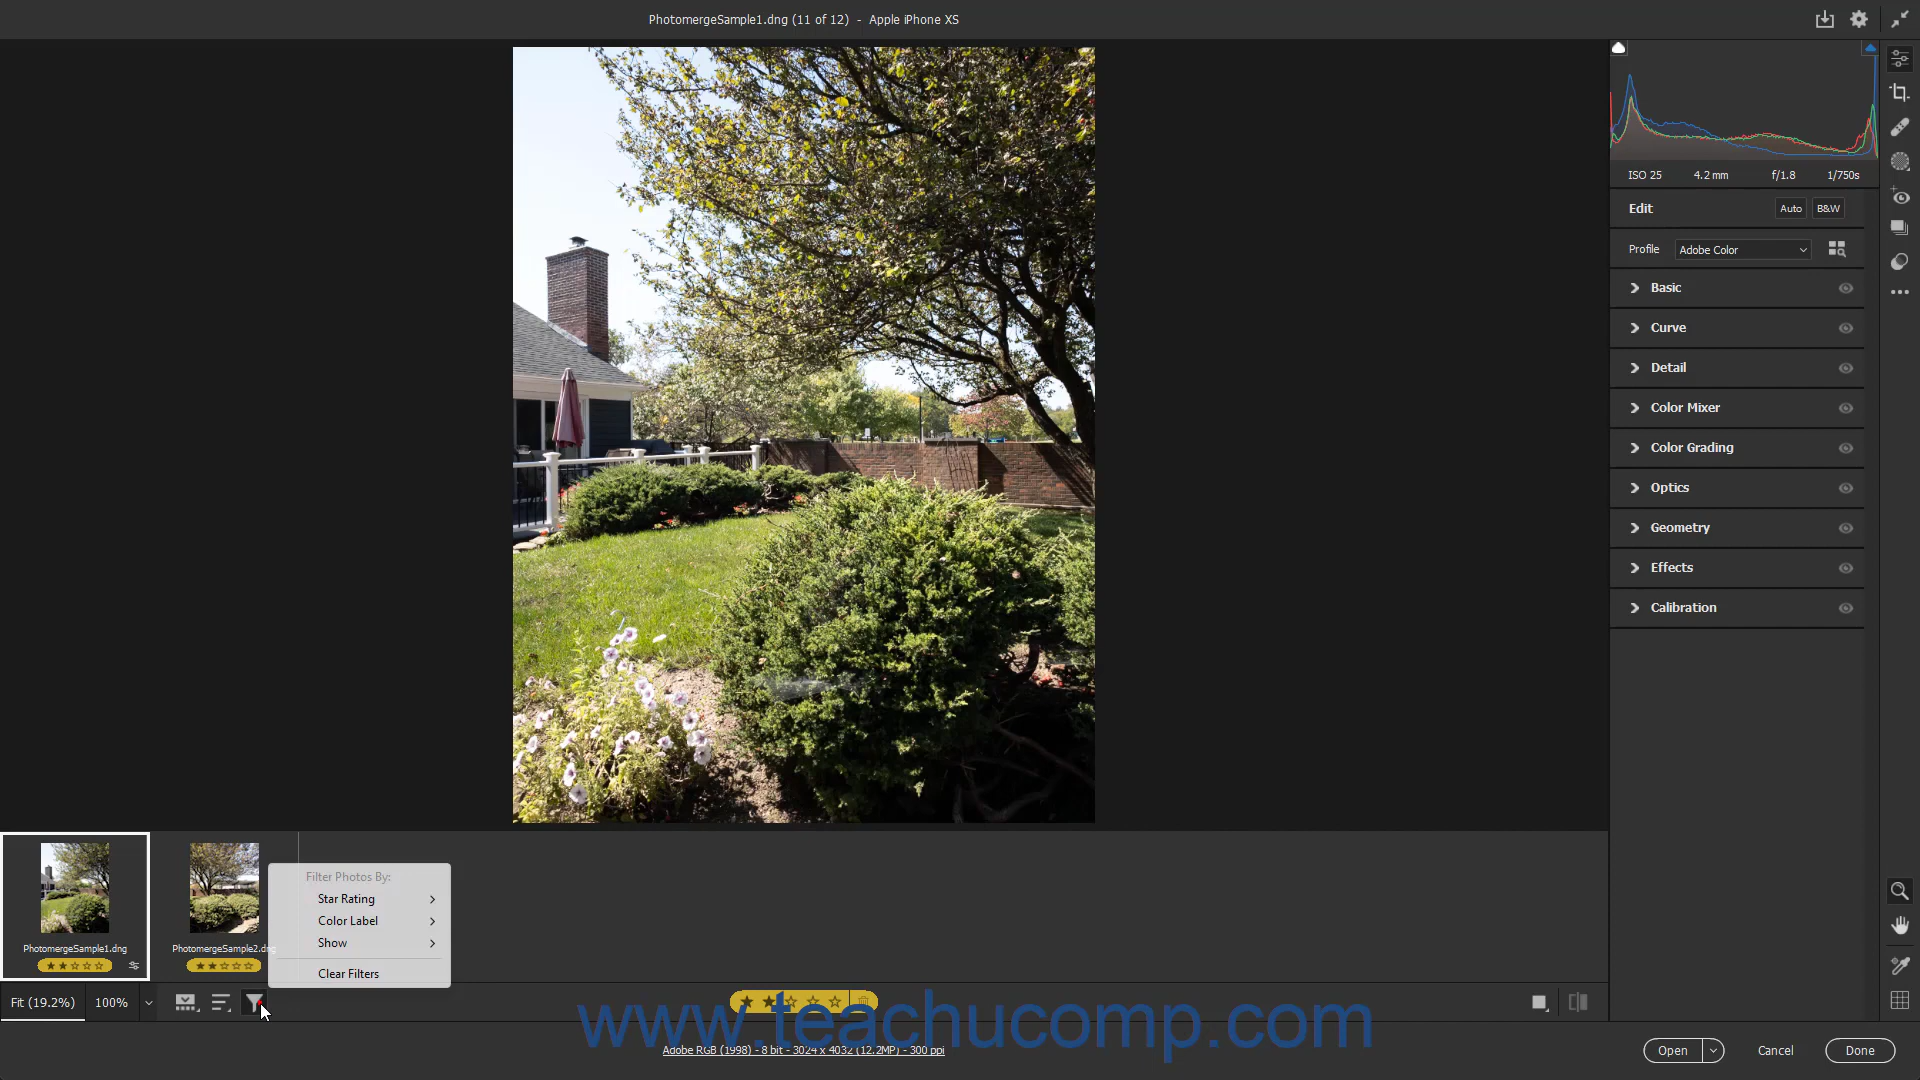 PhotomergeSample1.dng (11 of 12) - Apple iPhone XS
ISO 25 4.2 mm f/1.8 1/750s
Edit Auto B&W
Profile Adobe Color
Basic
Curve
Detail
Color Mixer
Color Grading
Optics
Geometry
Effects
Calibration
PhotomergeSample1.dng
PhotomergeSample2.dng
Filter Photos By:
Star Rating
Color Label
Show
Clear Filters
Fit (19.2%) 100%
www.teachucomp.com
Adobe RGB (1998) - 8 bit - 3024 x 4032 (12.2MP) - 300 ppi
Open Cancel Done